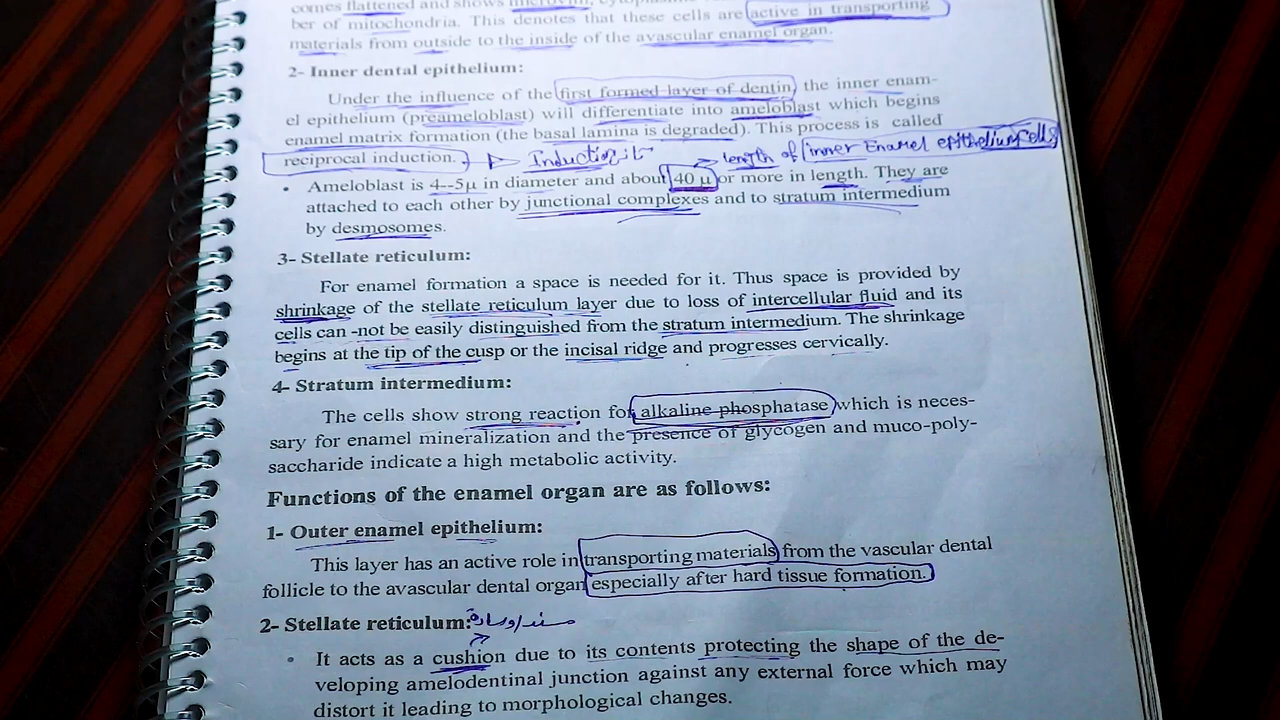 comes flattened and shows microvilli, cytoplasmic
ber of mitochondria. This denotes that these cells are active in transporting
materials from outside to the inside of the avascular enamel organ.
2- Inner dental epithelium:
Under the influence of the first formed layer of dentin the inner enam-
el epithelium (preameloblast) will differentiate into ameloblast which begins
enamel matrix formation (the basal lamina is degraded). This process is called
reciprocal induction. Induction length of inner Enamel epithelium Cells
• Ameloblast is 4--5µ in diameter and about 40 µ or more in length. They are
attached to each other by junctional complexes and to stratum intermedium
by desmosomes.
3- Stellate reticulum:
For enamel formation a space is needed for it. Thus space is provided by
shrinkage of the stellate reticulum layer due to loss of intercellular fluid and its
cells can -not be easily distinguished from the stratum intermedium. The shrinkage
begins at the tip of the cusp or the incisal ridge and progresses cervically.
4- Stratum intermedium:
The cells show strong reaction for alkaline phosphatase which is neces-
sary for enamel mineralization and the presence of glycogen and muco-poly-
saccharide indicate a high metabolic activity.
Functions of the enamel organ are as follows:
1- Outer enamel epithelium:
This layer has an active role in transporting materials from the vascular dental
follicle to the avascular dental organ especially after hard tissue formation.
2- Stellate reticulum:
• It acts as a cushion due to its contents protecting the shape of the de-
veloping amelodentinal junction against any external force which may
distort it leading to morphological changes.